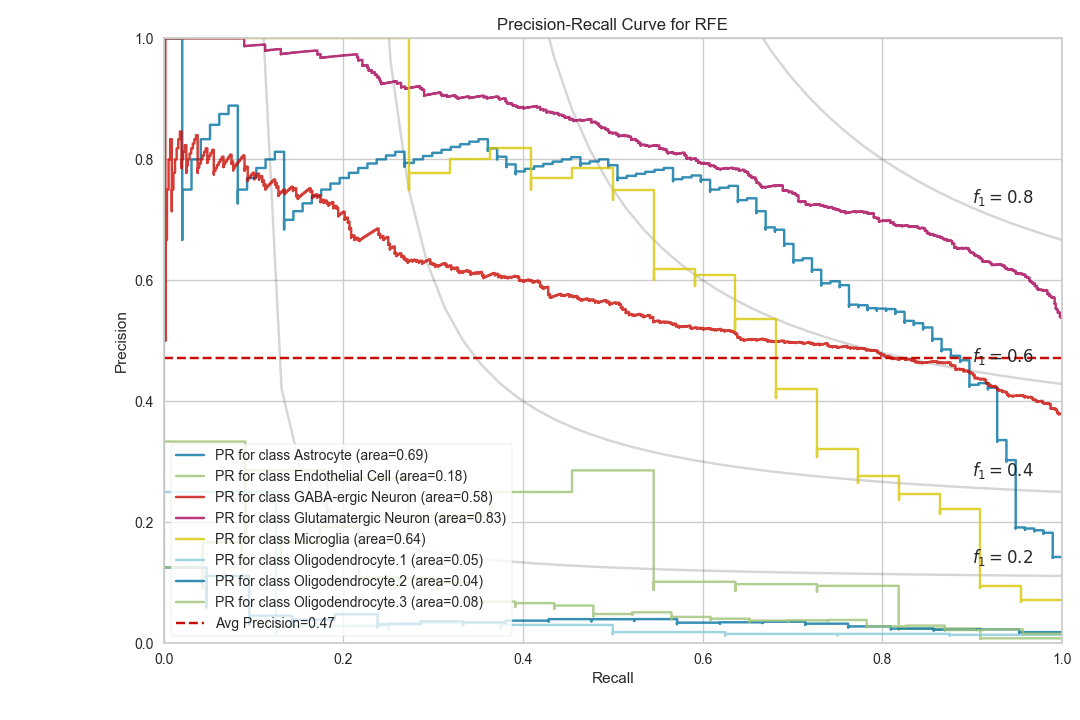 Precision-Recall Curve for RFE
1.0
0.8
0.6
0.4
0.2
0.0
Precision
f1 = 0.8
f1 = 0.6
f1 = 0.4
f1 = 0.2
PR for class Astrocyte (area=0.69)
PR for class Endothelial Cell (area=0.18)
PR for class GABA-ergic Neuron (area=0.58)
PR for class Glutamatergic Neuron (area=0.83)
PR for class Microglia (area=0.64)
PR for class Oligodendrocyte.1 (area=0.05)
PR for class Oligodendrocyte.2 (area=0.04)
PR for class Oligodendrocyte.3 (area=0.08)
Avg Precision=0.47
0.0 0.2 0.4 0.6 0.8 1.0
Recall